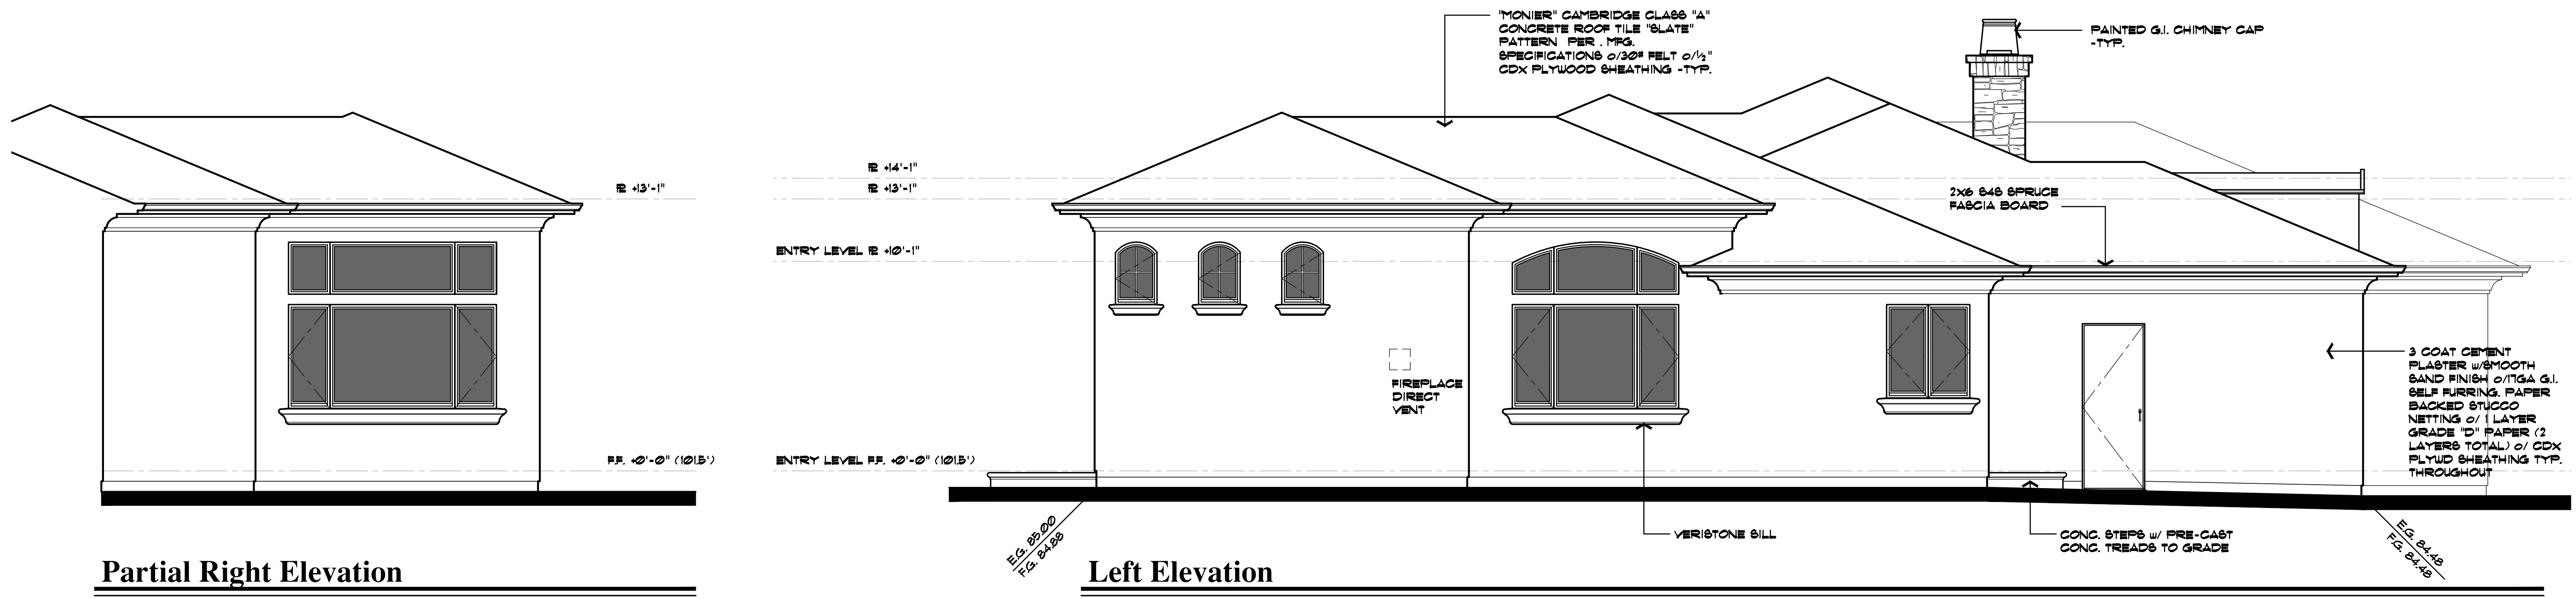 "MONIER" CAMBRIDGE CLASS "A"
CONCRETE ROOF TILE "SLATE"
PATTERN PER . MFG.
SPECIFICATIONS o/30# FELT o/½"
CDX PLYWOOD SHEATHING -TYP.
PAINTED G.I. CHIMNEY CAP
-TYP.
PL +13'-1"
PL +14'-1"
PL +13'-1"
2X6 S4S SPRUCE
FASCIA BOARD
ENTRY LEVEL PL +10'-1"
FIREPLACE
DIRECT
VENT
3 COAT CEMENT
PLASTER w/SMOOTH
SAND FINISH o/17GA G.I.
SELF FURRING, PAPER
BACKED STUCCO
NETTING o/ 1 LAYER
GRADE "D" PAPER (2
LAYERS TOTAL) o/ CDX
PLYWD SHEATHING TYP.
THROUGHOUT
F.F. +0'-0" (101.5')
ENTRY LEVEL F.F. +0'-0" (101.5')
E.G. 85.00
F.G. 84.88
VERISTONE SILL
CONC. STEPS w/ PRE-CAST
CONC. TREADS TO GRADE
E.G. 84.48
F.G. 84.48
Partial Right Elevation
Left Elevation